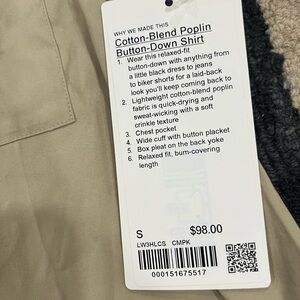 WHY WE MADE THIS
Cotton-Blend Poplin
Button-Down Shirt
1. Wear this relaxed-fit
button-down with anything from
a little black dress to jeans
to biker shorts for a laid-back
look you'll keep coming back to
2. Lightweight cotton-blend poplin
fabric is quick-drying and
sweat-wicking with a soft
crinkle texture
3. Chest pocket
4. Wide cuff with button placket
5. Box pleat on the back yoke
6. Relaxed fit, bum-covering
length
S $98.00
LW3HLCS CMPK
000151675517